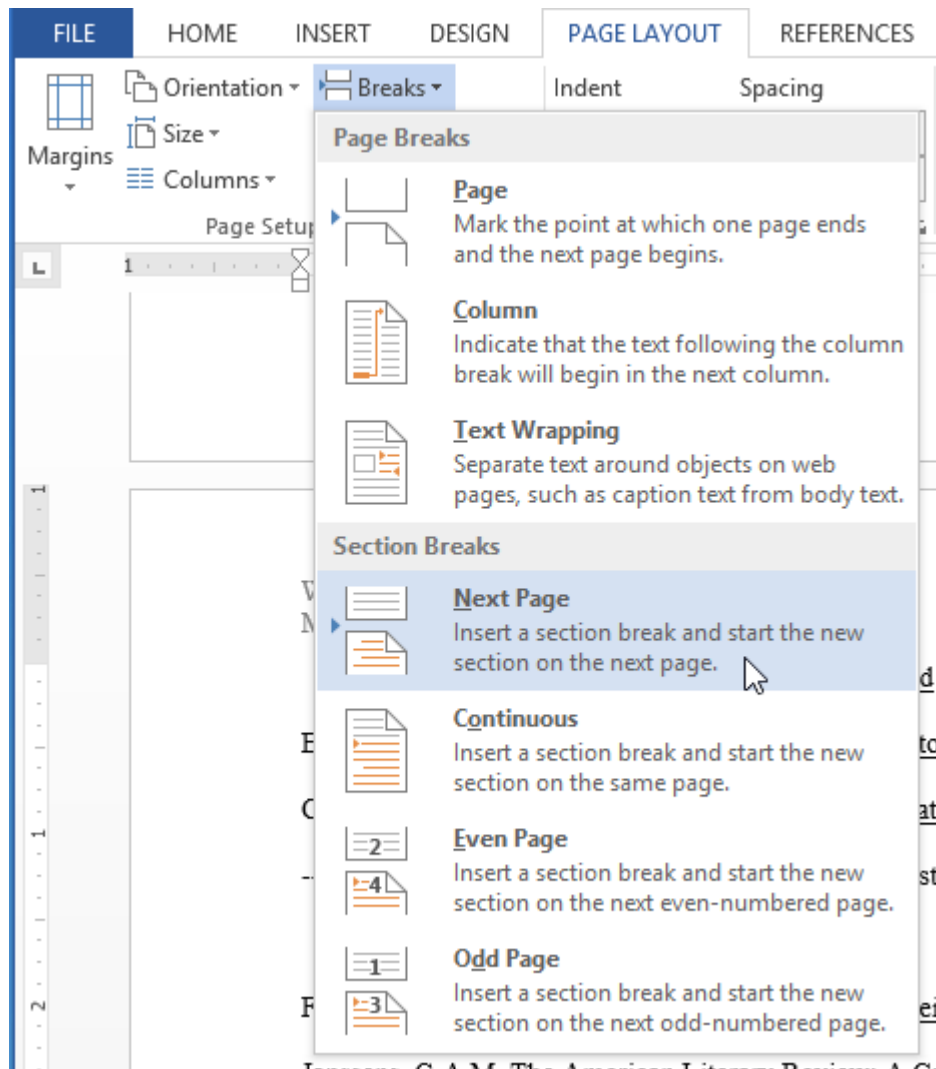 FILE HOME INSERT DESIGN PAGE LAYOUT REFERENCES
Orientation Breaks Indent Spacing
Size
Margins
Columns
Page Setup
Page Breaks
Page
Mark the point at which one page ends
and the next page begins.
Column
Indicate that the text following the column
break will begin in the next column.
Text Wrapping
Separate text around objects on web
pages, such as caption text from body text.
Section Breaks
Next Page
Insert a section break and start the new
section on the next page.
Continuous
Insert a section break and start the new
section on the same page.
Even Page
Insert a section break and start the new
section on the next even-numbered page.
Odd Page
Insert a section break and start the new
section on the next odd-numbered page.